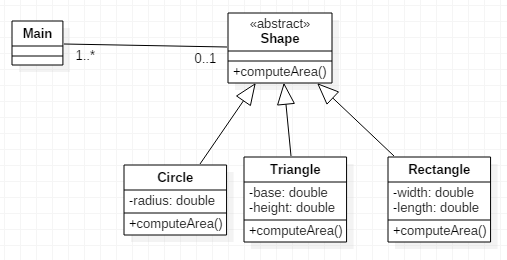 Main
1..*
0..1
«abstract»
Shape
+computeArea()
Circle
-radius: double
+computeArea()
Triangle
-base: double
-height: double
+computeArea()
Rectangle
-width: double
-length: double
+computeArea()